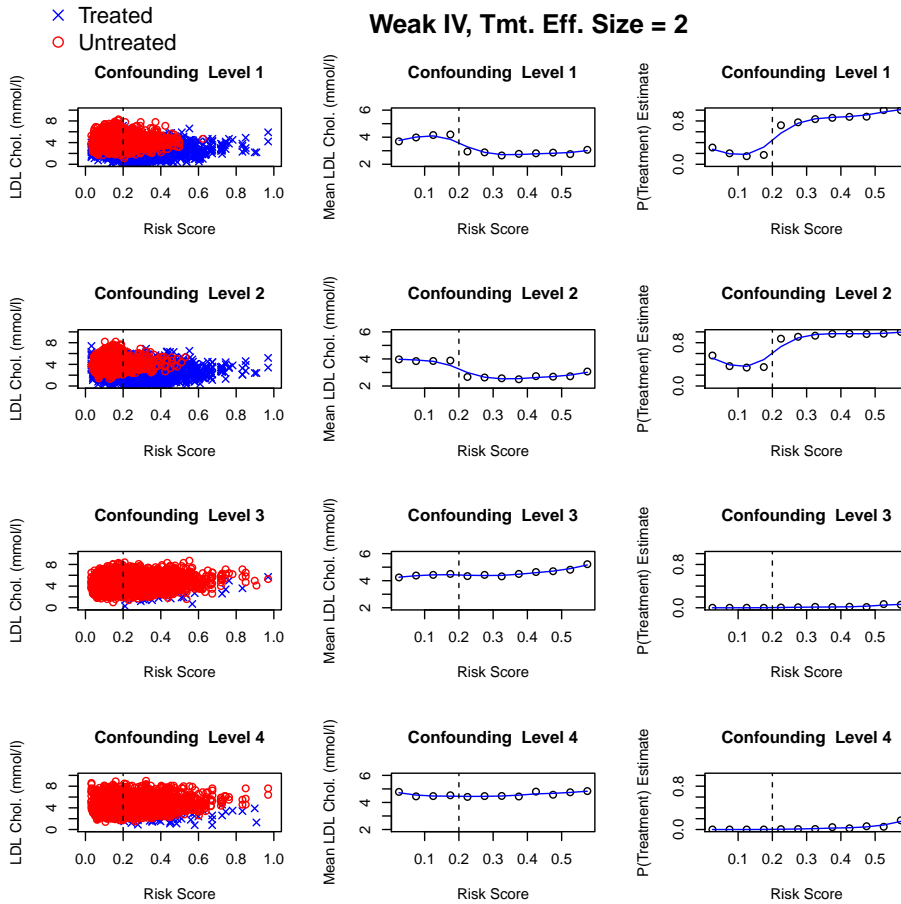 × Treated
○ Untreated
Weak IV, Tmt. Eff. Size = 2
Confounding Level 1
LDL Chol. (mmol/l)
0 4 8
0.0 0.2 0.4 0.6 0.8 1.0
Risk Score
Confounding Level 1
Mean LDL Chol. (mmol/l)
2 4 6
0.1 0.2 0.3 0.4 0.5
Risk Score
Confounding Level 1
P(Treatment) Estimate
0.0 0.8
0.1 0.2 0.3 0.4 0.5
Risk Score
Confounding Level 2
LDL Chol. (mmol/l)
0 4 8
0.0 0.2 0.4 0.6 0.8 1.0
Risk Score
Confounding Level 2
Mean LDL Chol. (mmol/l)
2 4 6
0.1 0.2 0.3 0.4 0.5
Risk Score
Confounding Level 2
P(Treatment) Estimate
0.0 0.8
0.1 0.2 0.3 0.4 0.5
Risk Score
Confounding Level 3
LDL Chol. (mmol/l)
0 4 8
0.0 0.2 0.4 0.6 0.8 1.0
Risk Score
Confounding Level 3
Mean LDL Chol. (mmol/l)
2 4 6
0.1 0.2 0.3 0.4 0.5
Risk Score
Confounding Level 3
P(Treatment) Estimate
0.0 0.8
0.1 0.2 0.3 0.4 0.5
Risk Score
Confounding Level 4
LDL Chol. (mmol/l)
0 4 8
0.0 0.2 0.4 0.6 0.8 1.0
Risk Score
Confounding Level 4
Mean LDL Chol. (mmol/l)
2 4 6
0.1 0.2 0.3 0.4 0.5
Risk Score
Confounding Level 4
P(Treatment) Estimate
0.0 0.8
0.1 0.2 0.3 0.4 0.5
Risk Score